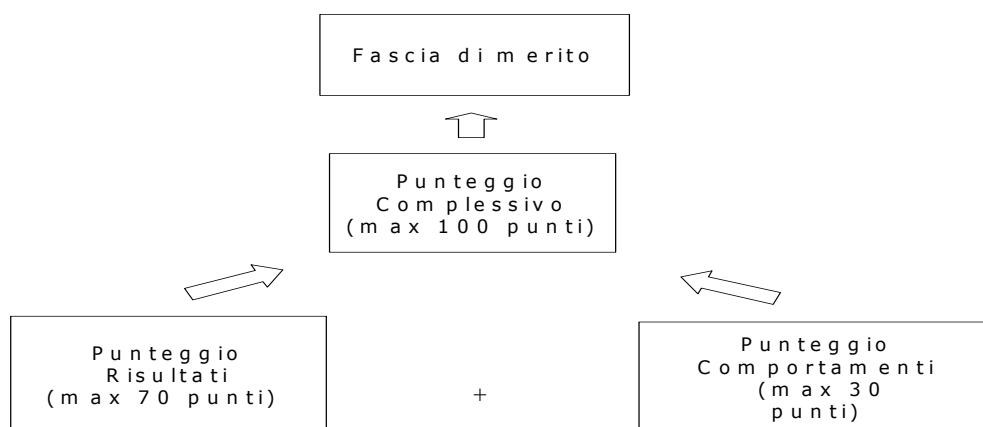 Fascia di merito
Punteggio
Complessivo
(max 100 punti)
Punteggio
Risultati
(max 70 punti)
+
Punteggio
Comportamenti
(max 30
punti)